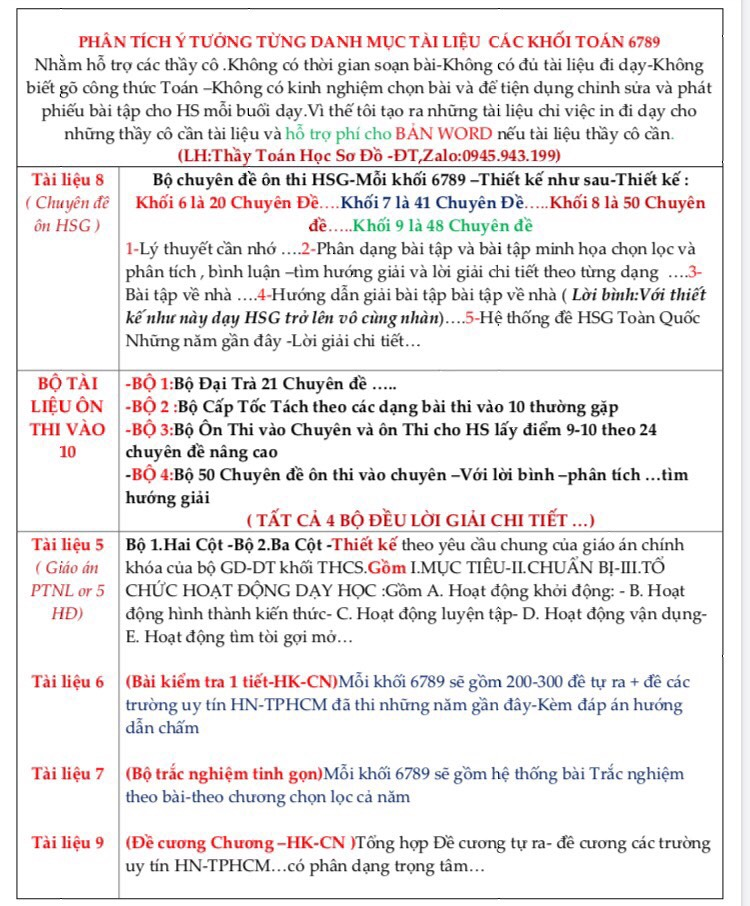 PHÂN TÍCH Ý TƯỞNG TỪNG DANH MỤC TÀI LIỆU CÁC KHỐI TOÁN 6789
Nhằm hỗ trợ các thầy cô .Không có thời gian soạn bài-Không có đủ tài liệu đi dạy-Không
biết gõ công thức Toán –Không có kinh nghiệm chọn bài và để tiện dụng chỉnh sửa và phát
phiếu bài tập cho HS mỗi buổi dạy.Vì thế tôi tạo ra những tài liệu chỉ việc in đi dạy cho
những thầy cô cần tài liệu và hỗ trợ phí cho BẢN WORD nếu tài liệu thầy cô cần.
(LH:Thầy Toán Học Sơ Đồ -ĐT,Zalo:0945.943.199)
Tài liệu 8
( Chuyên đề
ôn HSG )
Bộ chuyên đề ôn thi HSG-Mỗi khối 6789 –Thiết kế như sau-Thiết kế :
Khối 6 là 20 Chuyên Đề….Khối 7 là 41 Chuyên Đề…..Khối 8 là 50 Chuyên
đề…..Khối 9 là 48 Chuyên đề
1-Lý thuyết cần nhớ ….2-Phân dạng bài tập và bài tập minh họa chọn lọc và
phân tích , bình luận –tìm hướng giải và lời giải chi tiết theo từng dạng ….3-
Bài tập về nhà ….4-Hướng dẫn giải bài tập bài tập về nhà ( Lời bình:Với thiết
kế như này dạy HSG trở lên vô cùng nhàn)….5-Hệ thống đề HSG Toàn Quốc
Những năm gần đây -Lời giải chi tiết…
BỘ TÀI
LIỆU ÔN
THI VÀO
10
-BỘ 1:Bộ Đại Trà 21 Chuyên đề …..
-BỘ 2 :Bộ Cấp Tốc Tách theo các dạng bài thi vào 10 thường gặp
-BỘ 3:Bộ Ôn Thi vào Chuyên và ôn Thi cho HS lấy điểm 9-10 theo 24
chuyên đề nâng cao
-BỘ 4:Bộ 50 Chuyên đề ôn thi vào chuyên –Với lời bình –phân tích …tìm
hướng giải
( TẤT CẢ 4 BỘ ĐỀU LỜI GIẢI CHI TIẾT …)
Tài liệu 5
( Giáo án
PTNL or 5
HĐ)
Bộ 1.Hai Cột -Bộ 2.Ba Cột -Thiết kế theo yêu cầu chung của giáo án chính
khóa của bộ GD-DT khối THCS.Gồm I.MỤC TIÊU-II.CHUẨN BỊ-III.TỔ
CHỨC HOẠT ĐỘNG DẠY HỌC :Gồm A. Hoạt động khởi động: - B. Hoạt
động hình thành kiến thức- C. Hoạt động luyện tập- D. Hoạt động vận dụng-
E. Hoạt động tìm tòi gợi mở…
Tài liệu 6
(Bài kiểm tra 1 tiết-HK-CN)Mỗi khối 6789 sẽ gồm 200-300 đề tự ra + đề các
trường uy tín HN-TPHCM đã thi những năm gần đây-Kèm đáp án hướng
dẫn chấm
Tài liệu 7
(Bộ trắc nghiệm tinh gọn)Mỗi khối 6789 sẽ gồm hệ thống bài Trắc nghiệm
theo bài-theo chương chọn lọc cả năm
Tài liệu 9
(Đề cương Chương –HK-CN )Tổng hợp Đề cương tự ra- đề cương các trường
uy tín HN-TPHCM…có phân dạng trọng tâm…